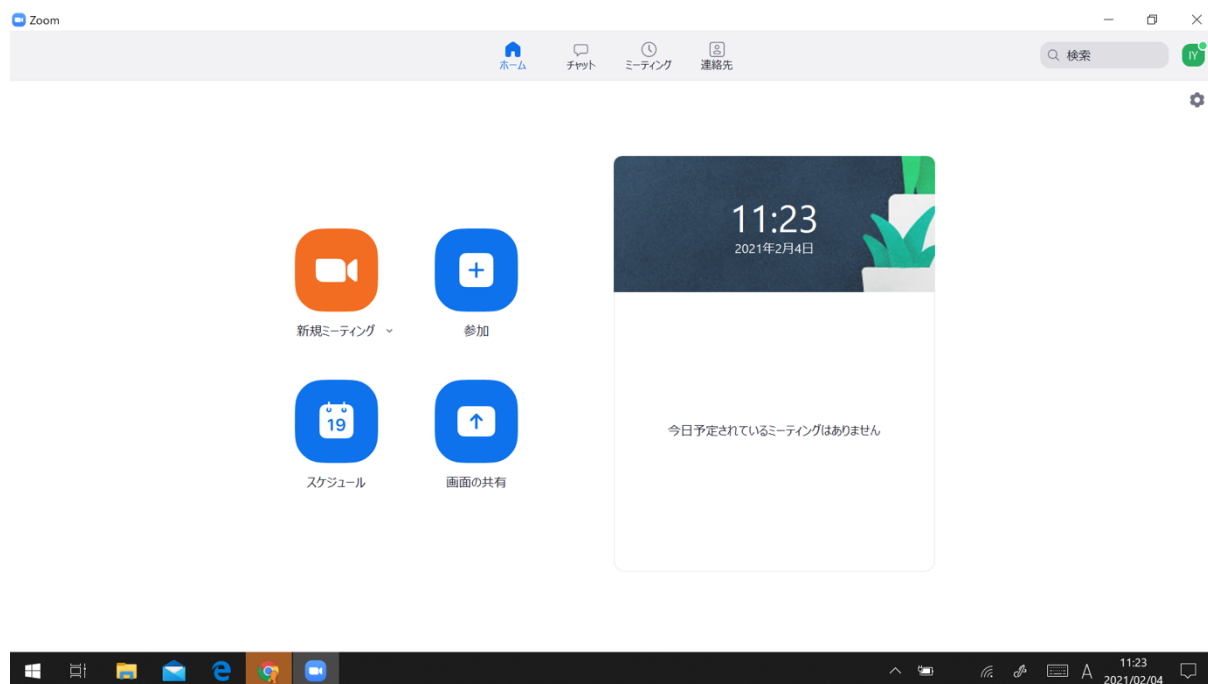 Zoom
ホーム
チャット
ミーティング
連絡先
検索
IY
11:23
2021年2月4日
新規ミーティング
参加
19
スケジュール
画面の共有
今日予定されているミーティングはありません
A
11:23
2021/02/04